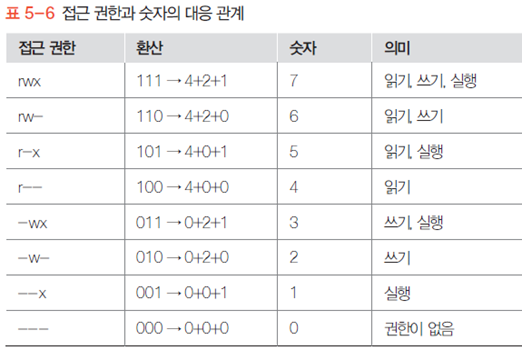 표 5-6 접근 권한과 숫자의 대응 관계
접근 권한 환산 숫자 의미
rwx 111 → 4+2+1 7 읽기, 쓰기, 실행
rw- 110 → 4+2+0 6 읽기, 쓰기
r-x 101 → 4+0+1 5 읽기, 실행
r-- 100 → 4+0+0 4 읽기
-wx 011 → 0+2+1 3 쓰기, 실행
-w- 010 → 0+2+0 2 쓰기
--x 001 → 0+0+1 1 실행
--- 000 → 0+0+0 0 권한이 없음